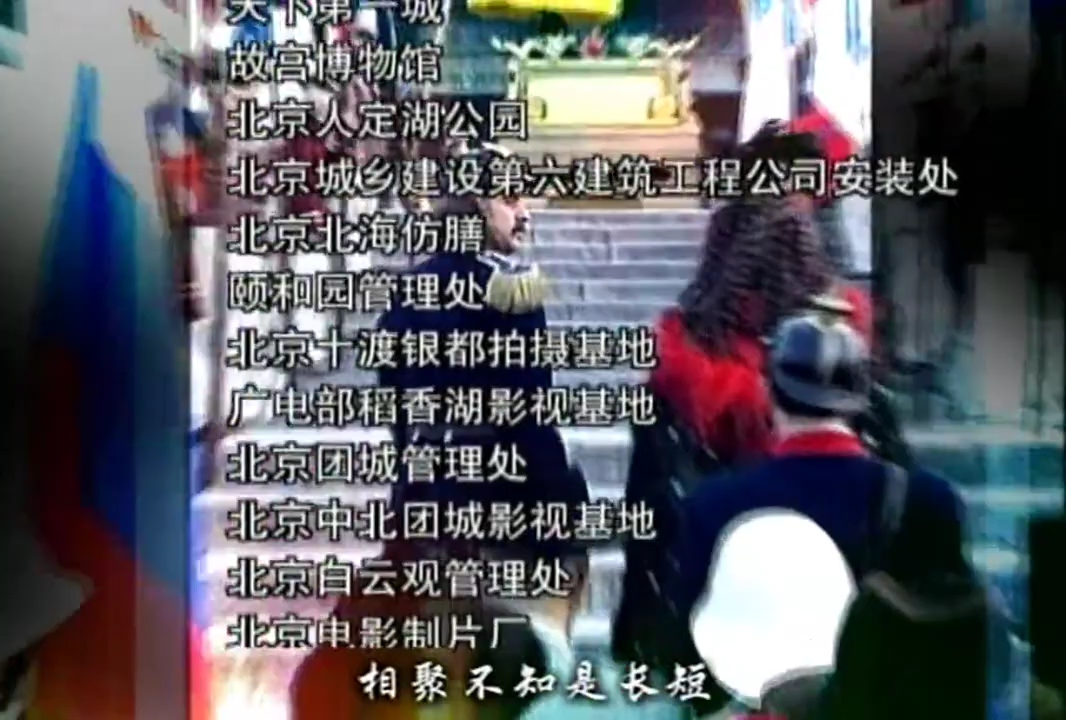 天下第一城
故宫博物馆
北京人定湖公园
北京城乡建设第六建筑工程公司安装处
北京北海仿膳
颐和园管理处
北京十渡银都拍摄基地
广电部稻香湖影视基地
北京团城管理处
北京中北团城影视基地
北京白云观管理处
北京电影制片厂
相聚不知是长短